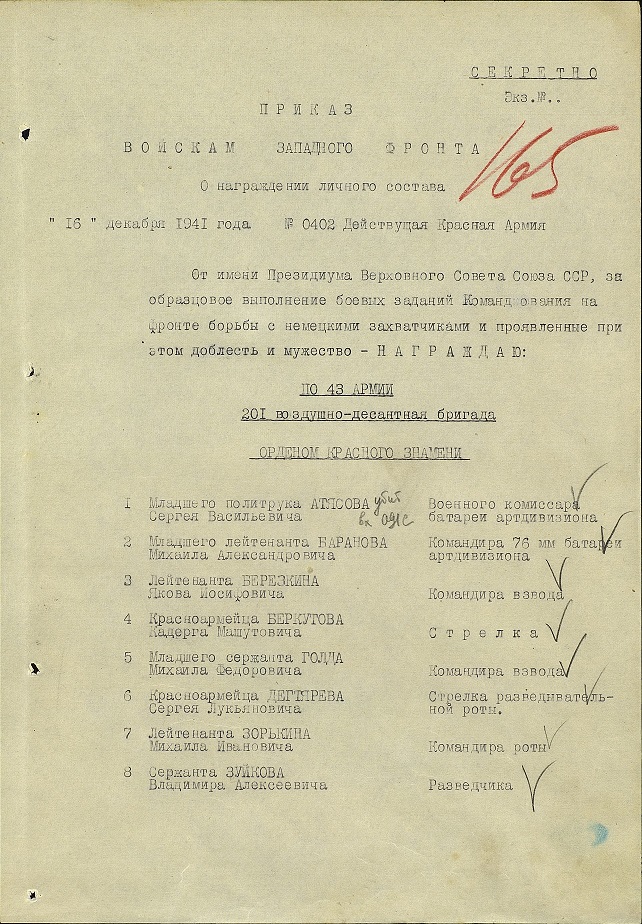 СЕКРЕТНО
Экз.№..
ПРИКАЗ
ВОЙСКАМ ЗАПАДНОГО ФРОНТА
165
О награждении личного состава
" 16 " декабря 1941 года № 0402 Действущая Красная Армия
От имени Президиума Верховного Совета Союза ССР, за
образцовое выполнение боевых заданий Командования на
фронте борьбы с немецкими захватчиками и проявленные при
этом доблесть и мужество - НАГРАЖДАЮ:
ПО 43 АРМИИ
201 воздушно-десантная бригада
ОРДЕНОМ КРАСНОГО ЗНАМЕНИ
1 Младшего политрука АТЯСОВА убит Военного комиссара
Сергея Васильевича батареи артдивизиона
2 Младшего лейтенанта БАРАНОВА Командира 76 мм батареи
Михаила Александровича артдивизиона
3 Лейтенанта БЕРЕЗКИНА
Якова Иосифовича Командира взвода
4 Красноармейца БЕРКУТОВА
Кадерга Машутовича Стрелка
5 Младшего сержанта ГОЛДА
Михаила Федоровича Командира взвода
6 Красноармейца ДЕГТЯРЕВА Стрелка разведыватель-
Сергея Лукьяновича ной роты.
7 Лейтенанта ЗОРЬКИНА
Михаила Ивановича Командира роты
8 Сержанта ЗУЙКОВА
Владимира Алексеевича Разведчика